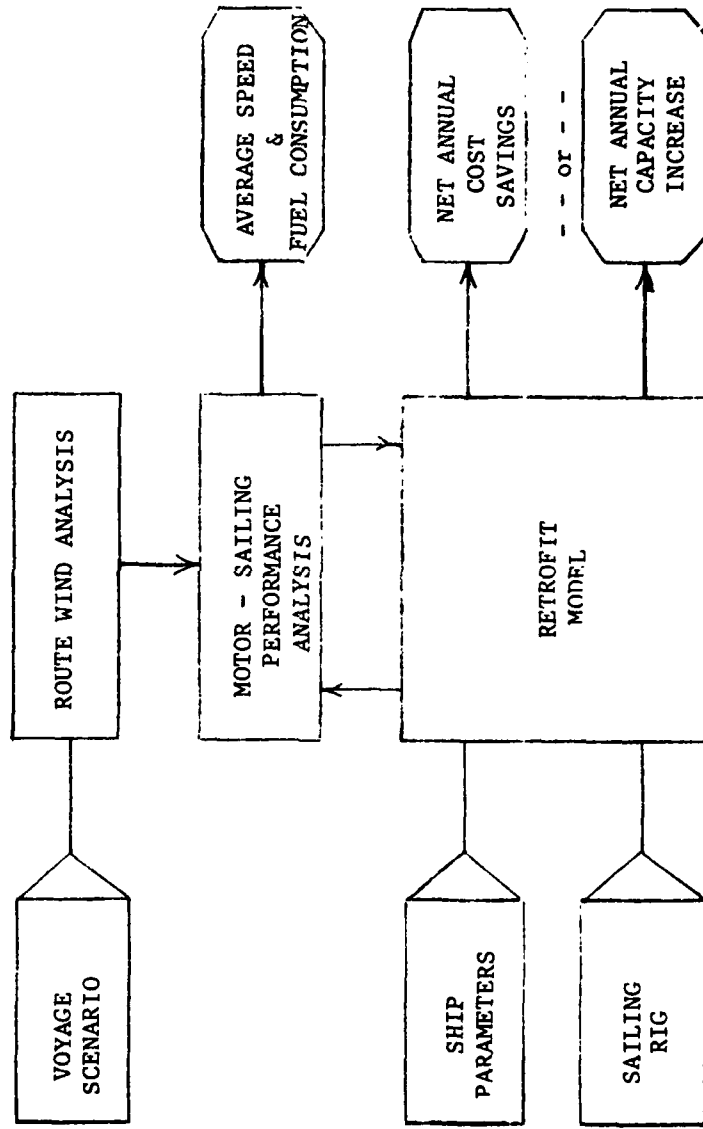 VOYAGE
SCENARIO
ROUTE WIND ANALYSIS
MOTOR - SAILING
PERFORMANCE
ANALYSIS
AVERAGE SPEED
&
FUEL CONSUMPTION
SHIP
PARAMETERS
SAILING
RIG
RETROFIT
MODEL
NET ANNUAL
COST
SAVINGS
- - or - -
NET ANNUAL
CAPACITY
INCREASE